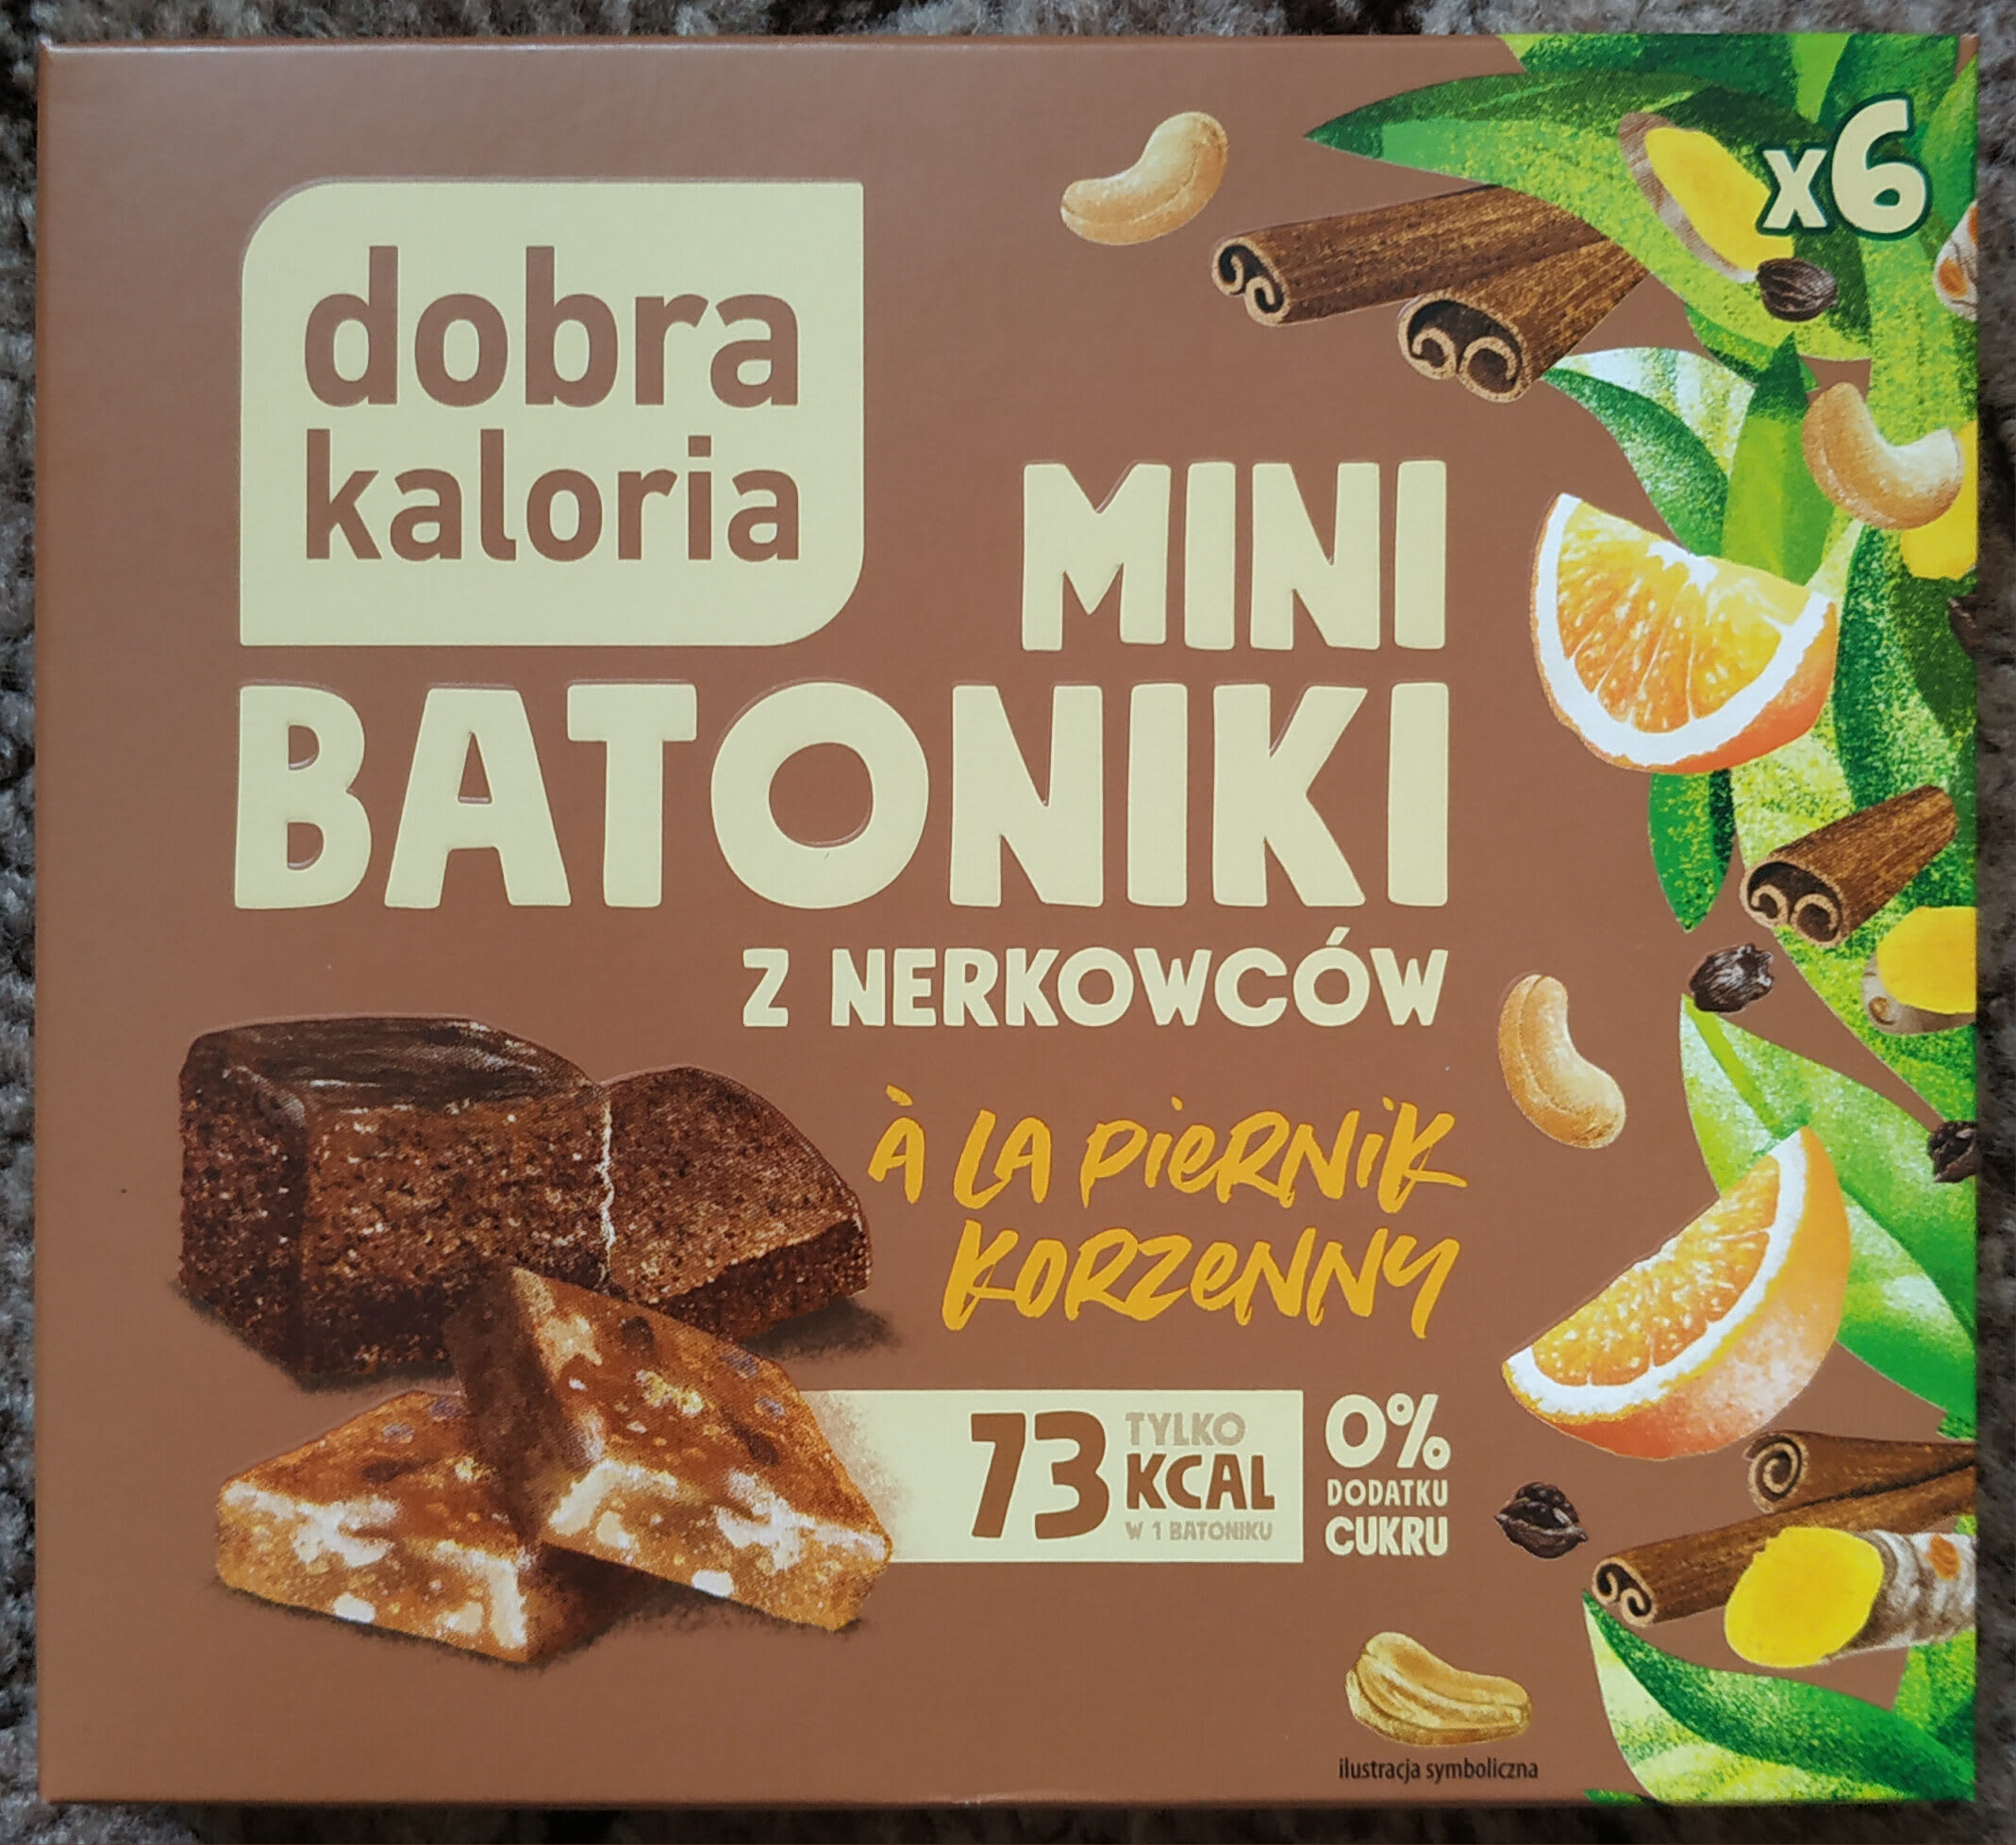 x6
dobra
kaloria
MINI
BATONIKI
Z NERKOWCÓW
À LA PIERNIK
KORZENNY
73 TYLKO
KCAL
W 1 BATONIKU
0%
DODATKU
CUKRU
ilustracja symboliczna